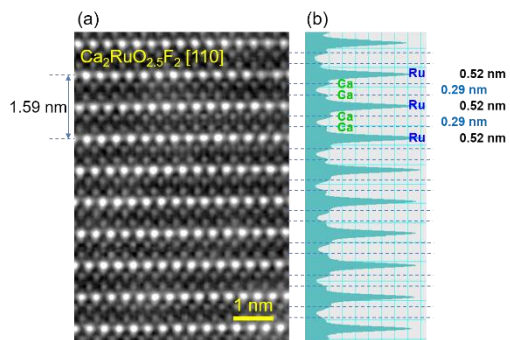 (a)
(b)
Ca₂RuO₂.₅F₂ [110]
Ru 0.52 nm
Ca 0.29 nm
Ca
1.59 nm
Ru 0.52 nm
Ca 0.29 nm
Ca
Ru 0.52 nm
1 nm